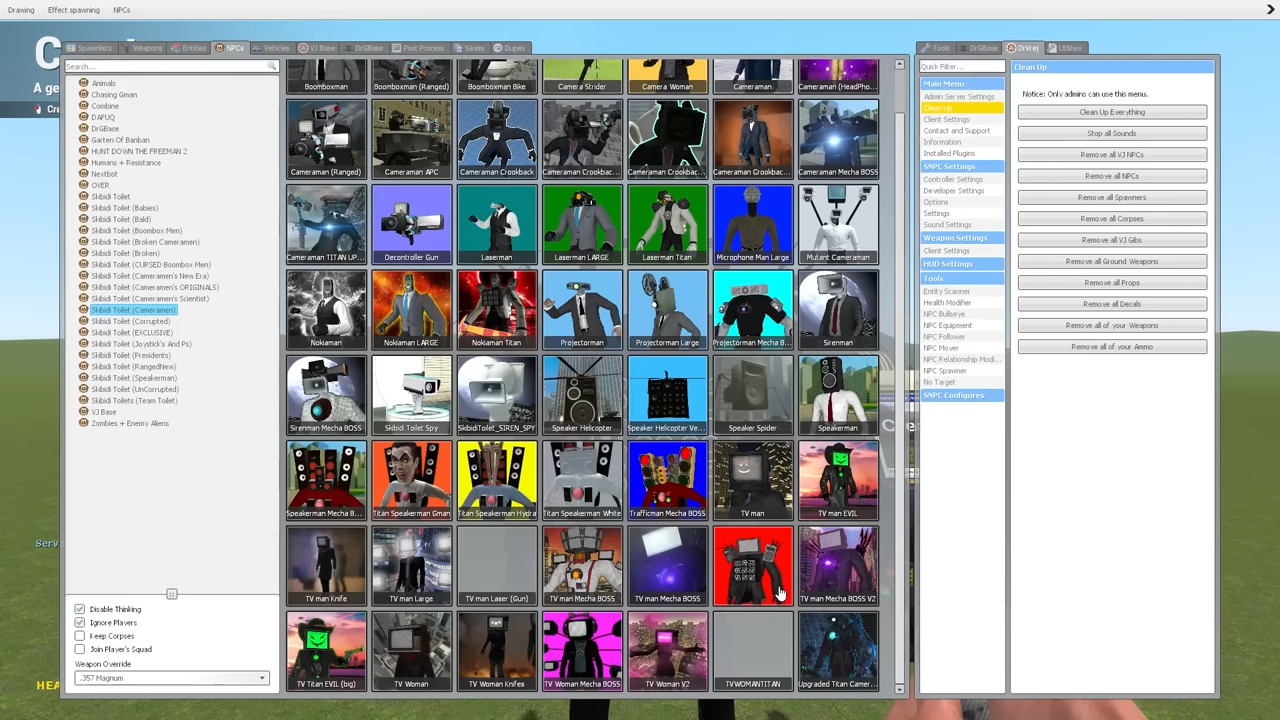 Drawing Effect spawning NPCs
Spawnlists Weapons Entities NPCs Vehicles VJ Base DrGBase Post Process Saves Dupes
Tools DrGBase DrVrej Utilities
Search...
Animals
Chasing Gman
Combine
DAFUQ
DrGBase
Garten Of Banban
HUNT DOWN THE FREEMAN 2
Humans + Resistance
Nextbot
OVER
Skibidi Toilet
Skibidi Toilet (Babies)
Skibidi Toilet (Bald)
Skibidi Toilet (Boombox Men)
Skibidi Toilet (Broken Cameramen)
Skibidi Toilet (Broken)
Skibidi Toilet (CURSED Boombox Men)
Skibidi Toilet (Cameramen's New Era)
Skibidi Toilet (Cameramen's ORIGINALS)
Skibidi Toilet (Cameramen's Scientist)
Skibidi Toilet (Cameramen)
Skibidi Toilet (Corrupted)
Skibidi Toilet (EXCLUSIVE)
Skibidi Toilet (Joystick's And Ps)
Skibidi Toilet (Presidents)
Skibidi Toilet (RangedNew)
Skibidi Toilet (Speakerman)
Skibidi Toilet (UnCorrupted)
Skibidi Toilets (Team Toilet)
VJ Base
Zombies + Enemy Aliens
Disable Thinking
Ignore Players
Keep Corpses
Join Player's Squad
Weapon Override
.357 Magnum
Boomboxman Boomboxman (Ranged) Boomboxman Bike Camera Strider Camera Woman Cameraman Cameraman (HeadPho...
Cameraman (Ranged) Cameraman APC Cameraman Crookback Cameraman Crookbac... Cameraman Crookbac... Cameraman Crookbac... Cameraman Mecha BOSS
Cameraman TITAN UP... Decontroller Gun Laserman Laserman LARGE Laserman Titan Microphone Man Large Mutant Cameraman
Nokiaman Nokiaman LARGE Nokiaman Titan Projectorman Projectorman Large Projectorman Mecha B... Sirenman
Sirenman Mecha BOSS Skibidi Toilet Spy SkibidiToilet_SIREN_SPY Speaker Helicopter Speaker Helicopter Ve... Speaker Spider Speakerman
Speakerman Mecha B... Titan Speakerman Gman Titan Speakerman Hydra Titan Speakerman White Trafficman Mecha BOSS TV man TV man EVIL
TV man Knife TV man Large TV man Laser (Gun) TV man Mecha BOSS TV man Mecha BOSS TV man Mecha BOSS V2
TV Titan EVIL (big) TV Woman TV Woman Knifes TV Woman Mecha BOSS TV Woman V2 TVWOMANTITAN Upgraded Titan Camer...
Quick Filter...
Main Menu
Admin Server Settings
Clean Up
Client Settings
Contact and Support
Information
Installed Plugins
SNPC Settings
Controller Settings
Developer Settings
Options
Settings
Sound Settings
Weapon Settings
Client Settings
HUD Settings
Tools
Entity Scanner
Health Modifier
NPC Bullseye
NPC Equipment
NPC Follower
NPC Mover
NPC Relationship Modi...
NPC Spawner
No Target
SNPC Configures
Clean Up
Notice: Only admins can use this menu.
Clean Up Everything
Stop all Sounds
Remove all VJ NPCs
Remove all NPCs
Remove all Spawners
Remove all Corpses
Remove all VJ Gibs
Remove all Ground Weapons
Remove all Props
Remove all Decals
Remove all of your Weapons
Remove all of your Ammo